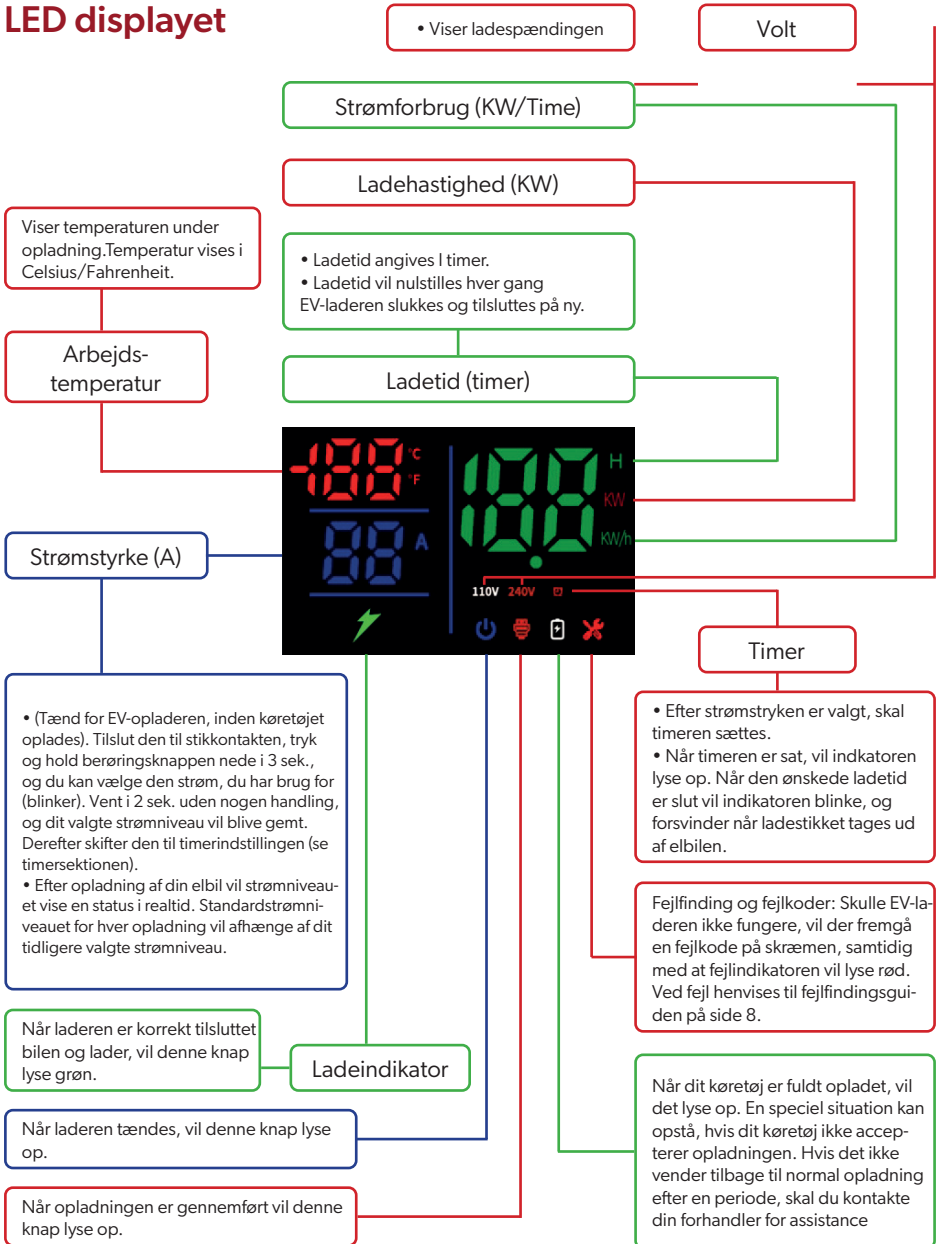 LED displayet
• Viser ladespændingen
Volt
Strømforbrug (KW/Time)
Ladehastighed (KW)
Viser temperaturen under
opladning.Temperatur vises i
Celsius/Fahrenheit.
• Ladetid angives I timer.
• Ladetid vil nulstilles hver gang
EV-laderen slukkes og tilsluttes på ny.
Arbejds-
temperatur
Ladetid (timer)
-188 °C
°F
188 H
KW
KW/h
88 A
110V 240V
Strømstyrke (A)
Timer
• (Tænd for EV-opladeren, inden køretøjet
oplades). Tilslut den til stikkontakten, tryk
og hold berøringsknappen nede i 3 sek.,
og du kan vælge den strøm, du har brug for
(blinker). Vent i 2 sek. uden nogen handling,
og dit valgte strømniveau vil blive gemt.
Derefter skifter den til timerindstillingen (se
timersektionen).
• Efter opladning af din elbil vil strømniveau-
et vise en status i realtid. Standardstrømni-
veauet for hver opladning vil afhænge af dit
tidligere valgte strømniveau.
• Efter strømstryken er valgt, skal
timeren sættes.
• Når timeren er sat, vil indkatoren
lyse op. Når den ønskede ladetid
er slut vil indikatoren blinke, og
forsvinder når ladestikket tages ud
af elbilen.
Fejlfinding og fejlkoder: Skulle EV-la-
deren ikke fungere, vil der fremgå
en fejlkode på skræmen, samtidig
med at fejlindikatoren vil lyse rød.
Ved fejl henvises til fejlfindingsgui-
den på side 8.
Når laderen er korrekt tilsluttet
bilen og lader, vil denne knap
lyse grøn.
Ladeindikator
Når laderen tændes, vil denne knap lyse
op.
Når opladningen er gennemført vil denne
knap lyse op.
Når dit køretøj er fuldt opladet, vil
det lyse op. En speciel situation kan
opstå, hvis dit køretøj ikke accep-
terer opladningen. Hvis det ikke
vender tilbage til normal opladning
efter en periode, skal du kontakte
din forhandler for assistance